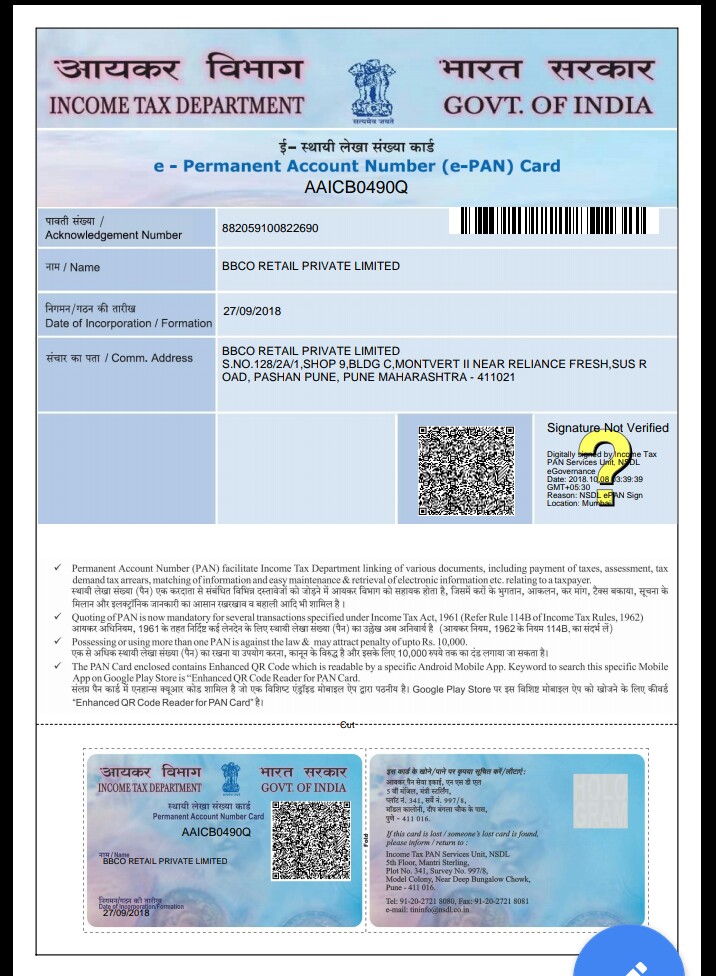 आयकर विभाग
भारत सरकार
INCOME TAX DEPARTMENT
GOVT. OF INDIA
सत्यमेव जयते
ई- स्थायी लेखा संख्या कार्ड
e - Permanent Account Number (e-PAN) Card
AAICB0490Q
पावती संख्या /
Acknowledgement Number
882059100822690
नाम / Name
BBCO RETAIL PRIVATE LIMITED
निगमन/गठन की तारीख
Date of Incorporation / Formation
27/09/2018
संचार का पता / Comm. Address
BBCO RETAIL PRIVATE LIMITED
S.NO.128/2A/1,SHOP 9,BLDG C,MONTVERT II NEAR RELIANCE FRESH,SUS R
OAD, PASHAN PUNE, PUNE MAHARASHTRA - 411021
Signature Not Verified
Digitally signed by Income Tax
PAN Services Unit, NSDL
eGovernance
Date: 2018.10.08 03:39:39
GMT+05:30
Reason: NSDL ePAN Sign
Location: Mumbai
✓ Permanent Account Number (PAN) facilitate Income Tax Department linking of various documents, including payment of taxes, assessment, tax
demand tax arrears, matching of information and easy maintenance & retrieval of electronic information etc. relating to a taxpayer.
स्थायी लेखा संख्या (पैन) एक करदाता से संबंधित विभिन्न दस्तावेजों को जोड़ने में आयकर विभाग को सहायक होता है, जिसमें करों के भुगतान, आकलन, कर मांग, टैक्स बकाया, सूचना के
मिलान और इलक्ट्रॉनिक जानकारी का आसान रखरखाव व बहाली आदि भी शामिल है ।
✓ Quoting of PAN is now mandatory for several transactions specified under Income Tax Act, 1961 (Refer Rule 114B of Income Tax Rules, 1962)
आयकर अधिनियम, 1961 के तहत निर्दिष्ट कई लेनदेन के लिए स्थायी लेखा संख्या (पैन) का उल्लेख अब अनिवार्य है (आयकर नियम, 1962 के नियम 114B, का संदर्भ लें)
✓ Possessing or using more than one PAN is against the law & may attract penalty of upto Rs. 10,000.
एक से अधिक स्थायी लेखा संख्या (पैन) का रखना या उपयोग करना, कानून के विरुद्ध है और इसके लिए 10,000 रुपये तक का दंड लगाया जा सकता है।
✓ The PAN Card enclosed contains Enhanced QR Code which is readable by a specific Android Mobile App. Keyword to search this specific Mobile
App on Google Play Store is "Enhanced QR Code Reader for PAN Card.
संलग्न पैन कार्ड में एनहान्स क्यूआर कोड शामिल है जो एक विशिष्ट एंड्रॉइड मोबाइल ऐप द्वारा पठनीय है। Google Play Store पर इस विशिष्ट मोबाइल ऐप को खोजने के लिए कीवर्ड
"Enhanced QR Code Reader for PAN Card" है।
Cut
आयकर विभाग
भारत सरकार
INCOME TAX DEPARTMENT
GOVT. OF INDIA
स्थायी लेखा संख्या कार्ड
Permanent Account Number Card
AAICB0490Q
नाम / Name
BBCO RETAIL PRIVATE LIMITED
निगमन/गठन की तारीख
Date of Incorporation/Formation
27/09/2018
Fold
इस कार्ड के खोने/पाने पर कृपया सूचित करें/लौटाएं:
आयकर पैन सेवा इकाई, एन एस डी एल
5 वीं मंजिल, मंत्री स्टर्लिंग,
प्लॉट नं. 341, सर्वे नं. 997/8,
मॉडल कालोनी, दीप बंगला चौक के पास,
पुणे - 411 016.
If this card is lost / someone's lost card is found,
please inform / return to :
Income Tax PAN Services Unit, NSDL
5th Floor, Mantri Sterling,
Plot No. 341, Survey No. 997/8,
Model Colony, Near Deep Bungalow Chowk,
Pune - 411 016.
Tel: 91-20-2721 8080, Fax: 91-20-2721 8081
e-mail: tininfo@nsdl.co.in